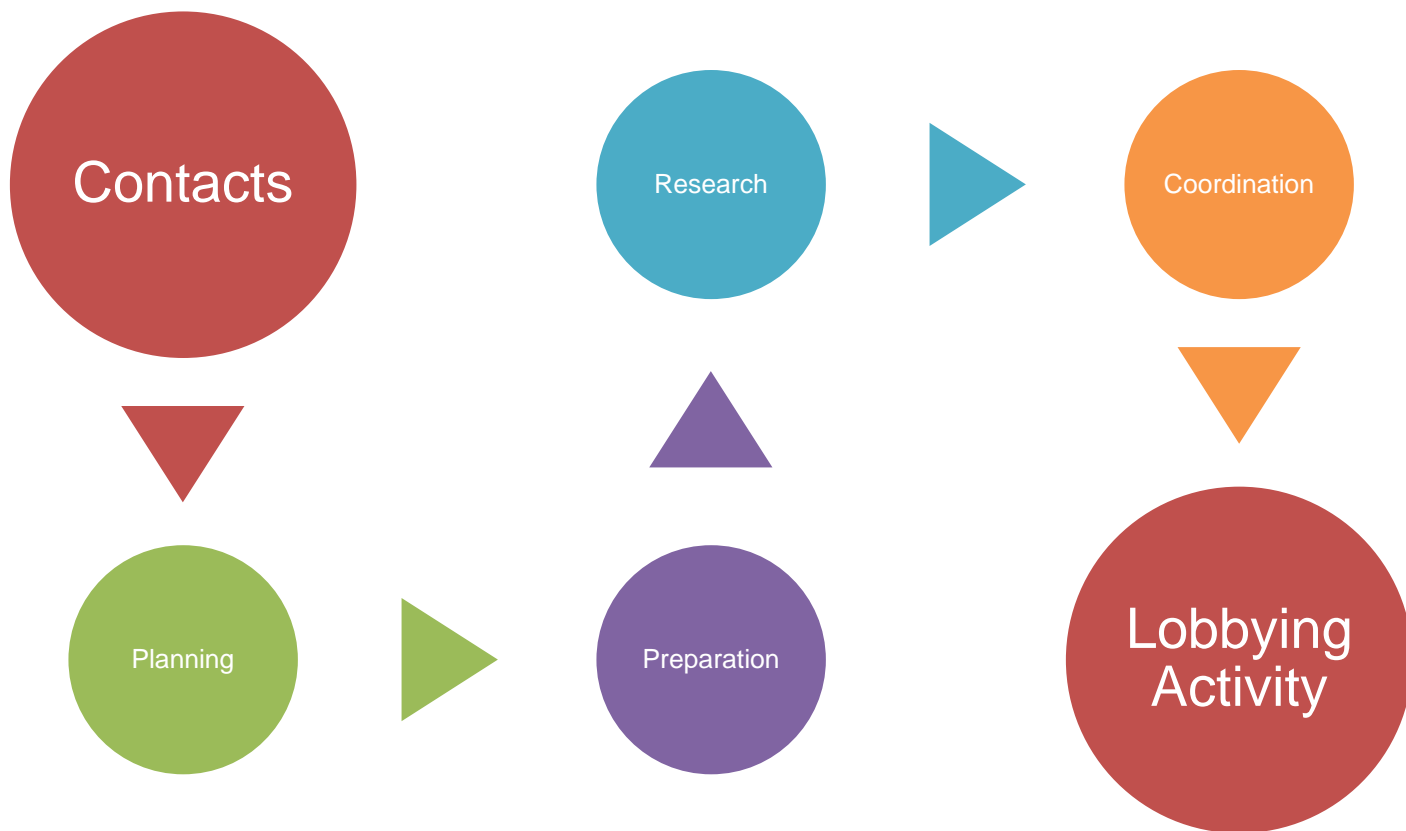 Contacts
Planning
Preparation
Research
Coordination
Lobbying
Activity